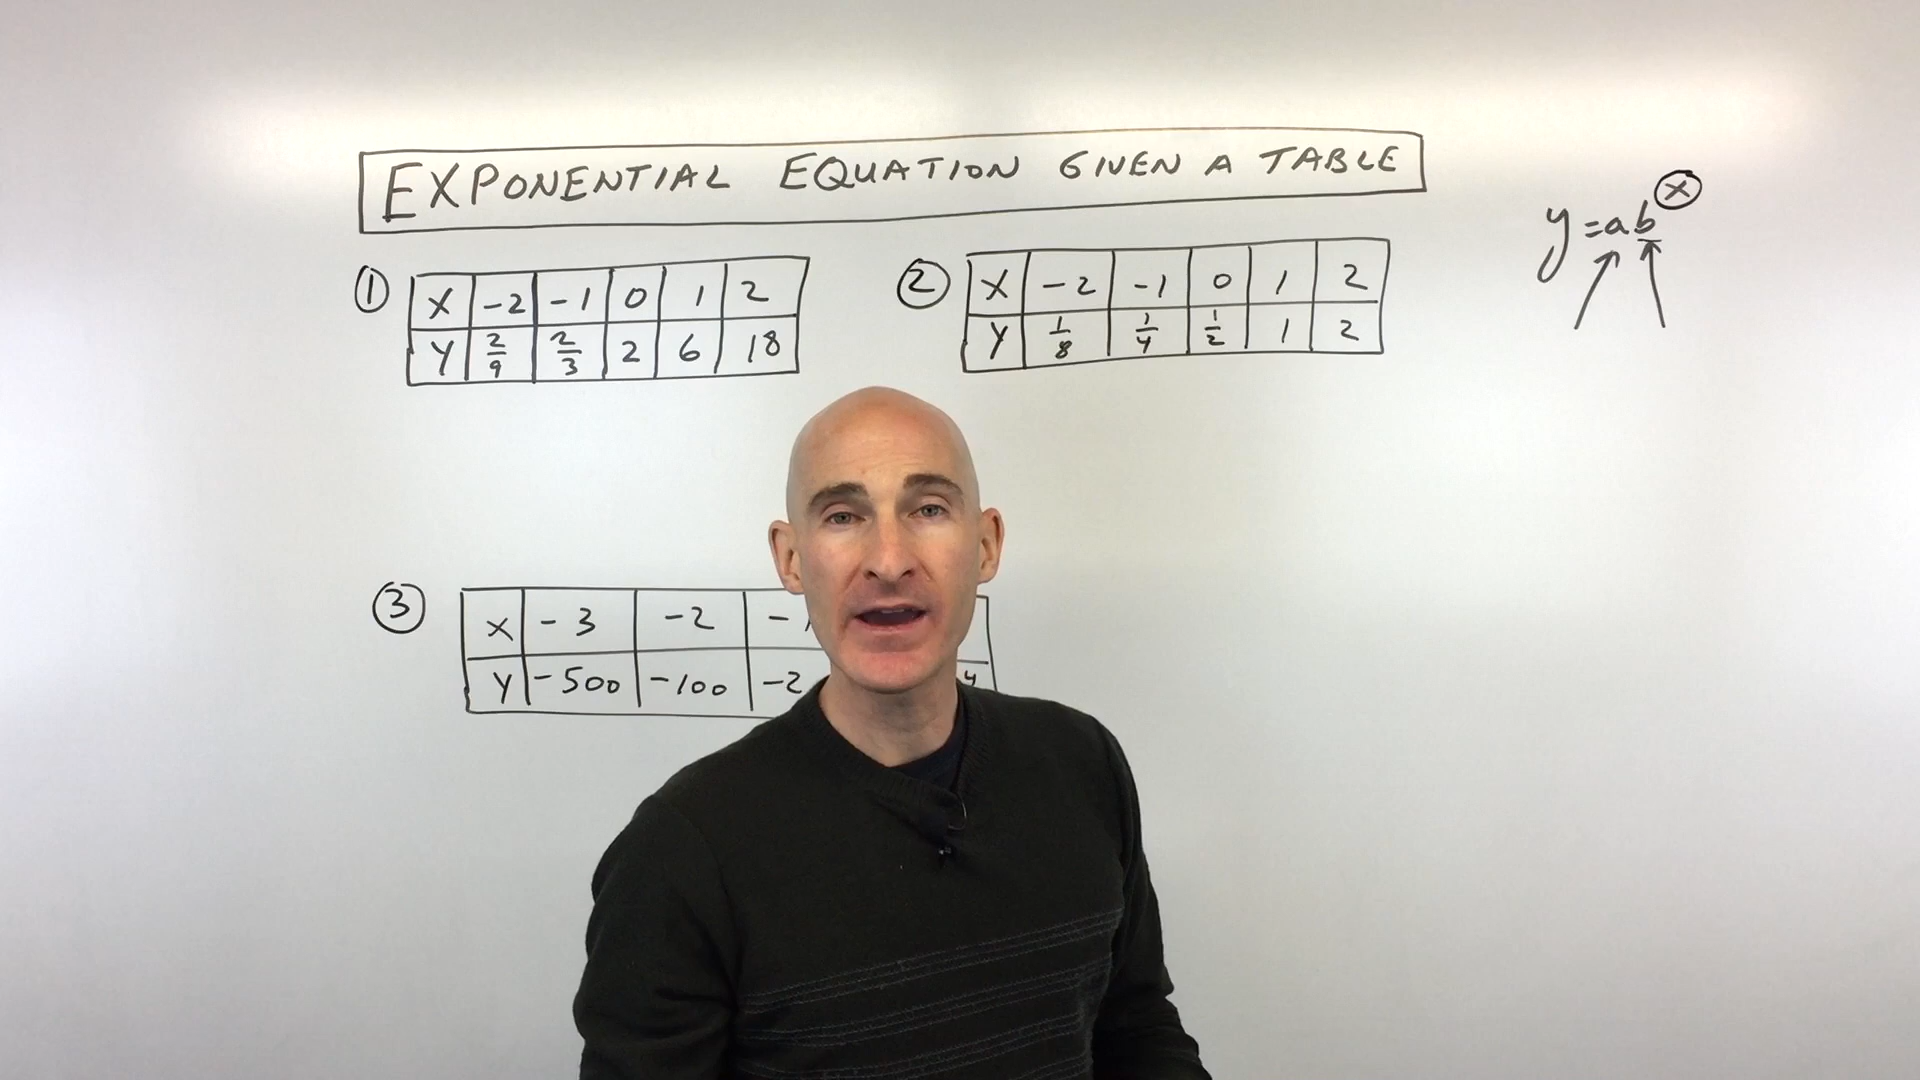 EXPONENTIAL EQUATION GIVEN A TABLE
y=ab^x
① X -2 -1 0 1 2
Y 2/9 2/3 2 6 18
② X -2 -1 0 1 2
Y 1/8 1/4 1/2 1 2
③ X -3 -2
Y -500 -100